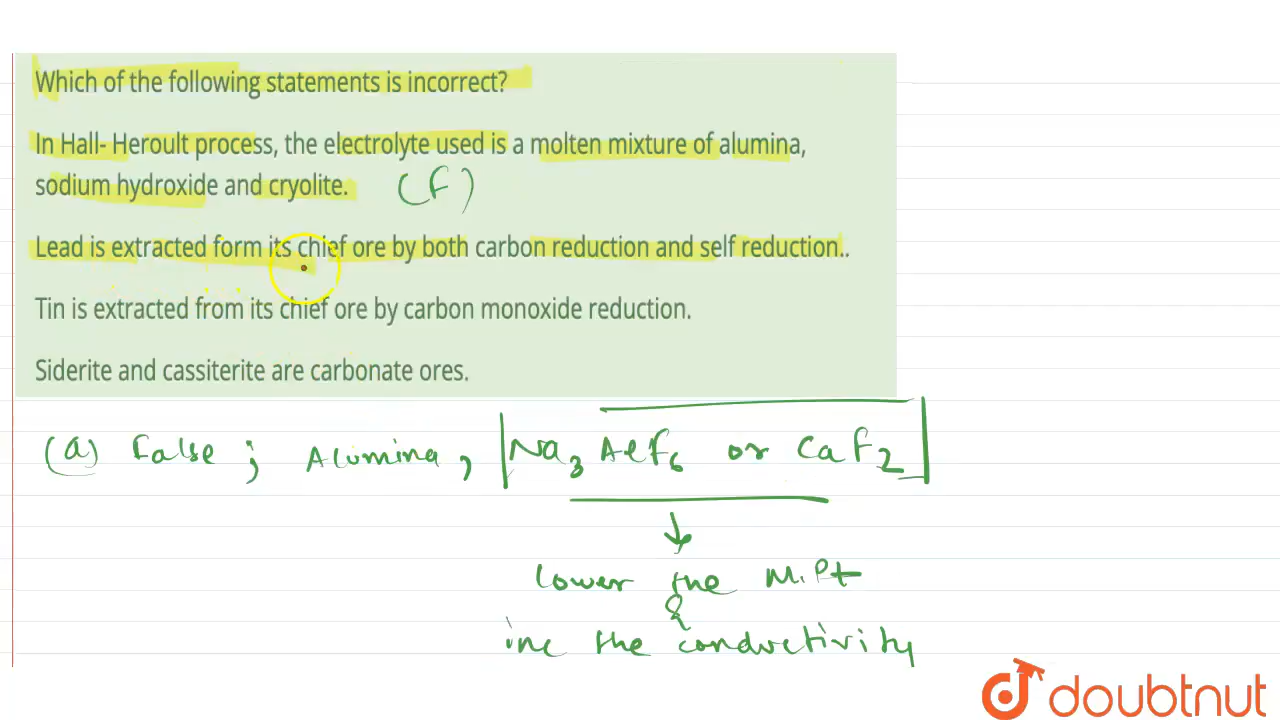 Which of the following statements is incorrect?
In Hall- Heroult process, the electrolyte used is a molten mixture of alumina,
sodium hydroxide and cryolite. (F)
Lead is extracted form its chief ore by both carbon reduction and self reduction..
Tin is extracted from its chief ore by carbon monoxide reduction.
Siderite and cassiterite are carbonate ores.
(a) False ; Alumina, |Na3 AlF6 or CaF2|
↓
lower the M.Pt
&
inc the conductivity
doubtnut